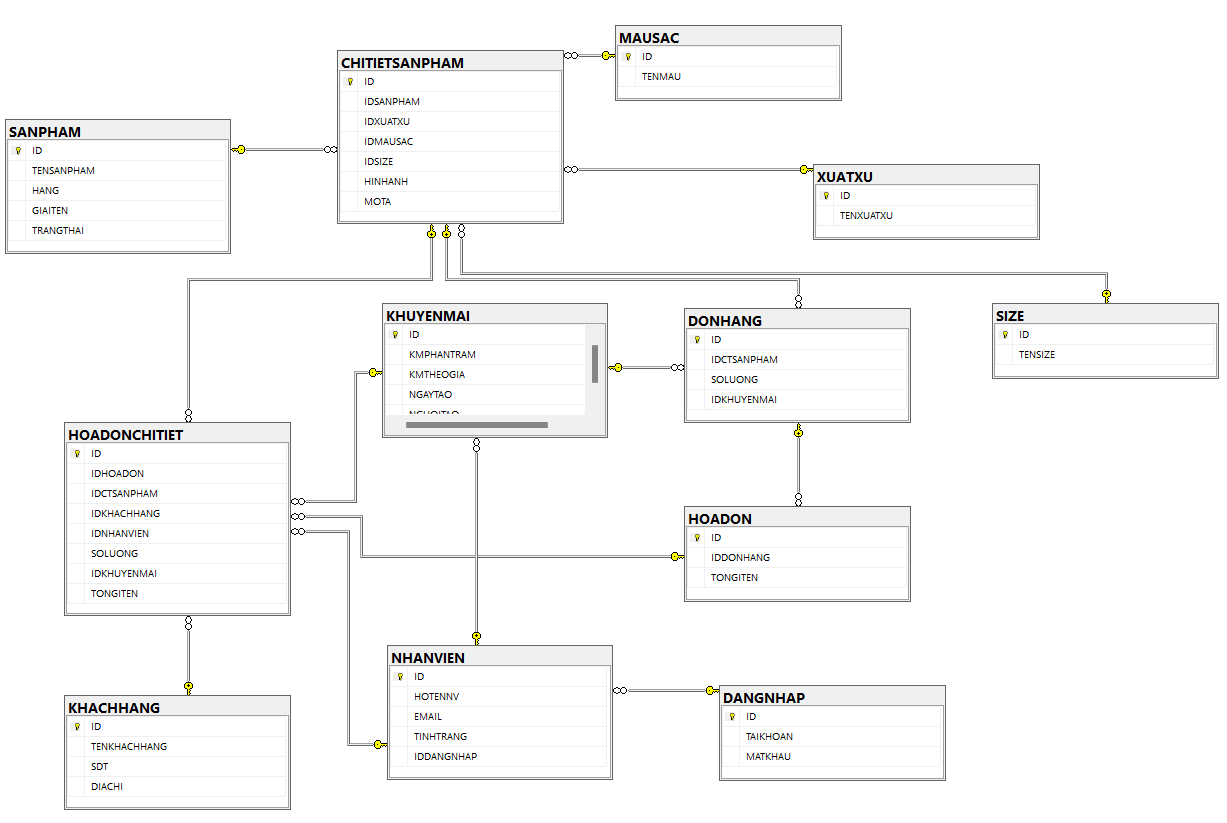 MAUSAC
ID
TENMAU
CHITIETSANPHAM
ID
IDSANPHAM
IDXUATXU
IDMAUSAC
IDSIZE
HINHANH
MOTA
SANPHAM
ID
TENSANPHAM
HANG
GIAITEN
TRANGTHAI
XUATXU
ID
TENXUATXU
KHUYENMAI
ID
KMPHANTRAM
KMTHEOGIA
NGAYTAO
NGUOITAO
DONHANG
ID
IDCTSANPHAM
SOLUONG
IDKHUYENMAI
SIZE
ID
TENSIZE
HOADONCHITIET
ID
IDHOADON
IDCTSANPHAM
IDKHACHHANG
IDNHANVIEN
SOLUONG
IDKHUYENMAI
TONGITEN
HOADON
ID
IDDONHANG
TONGITEN
NHANVIEN
ID
HOTENNV
EMAIL
TINHTRANG
IDDANGNHAP
DANGNHAP
ID
TAIKHOAN
MATKHAU
KHACHHANG
ID
TENKHACHHANG
SDT
DIACHI